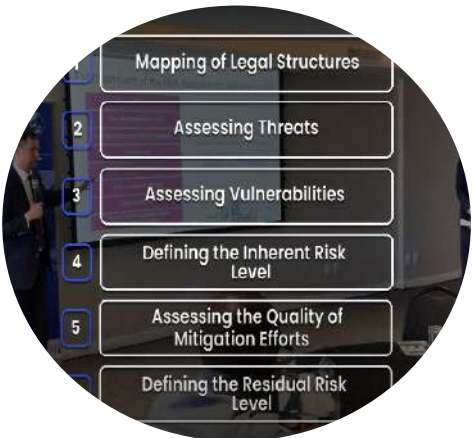 1
Mapping of Legal Structures
2
Assessing Threats
3
Assessing Vulnerabilities
4
Defining the Inherent Risk
Level
5
Assessing the Quality of
Mitigation Efforts
Defining the Residual Risk
Level